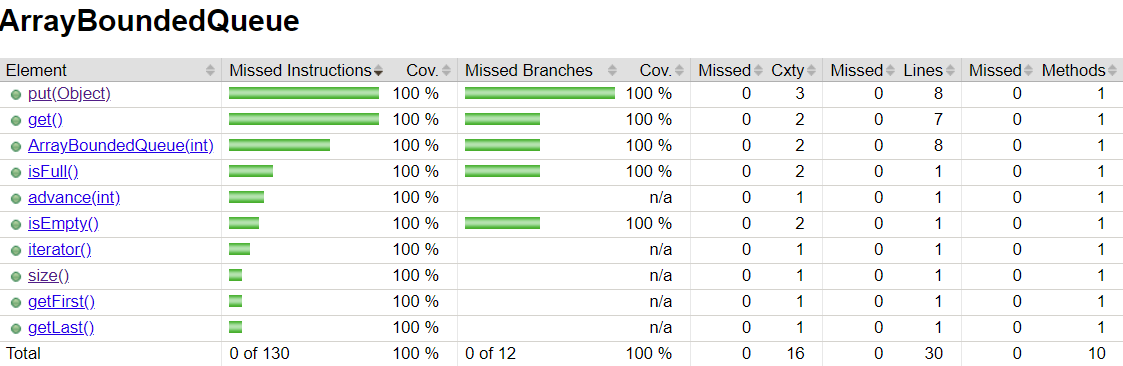 ArrayBoundedQueue
Element Missed Instructions Cov. Missed Branches Cov. Missed Cxty Missed Lines Missed Methods
put(Object) 100 % 100 % 0 3 0 8 0 1
get() 100 % 100 % 0 2 0 7 0 1
ArrayBoundedQueue(int) 100 % 100 % 0 2 0 8 0 1
isFull() 100 % 100 % 0 2 0 1 0 1
advance(int) 100 % n/a 0 1 0 1 0 1
isEmpty() 100 % 100 % 0 2 0 1 0 1
iterator() 100 % n/a 0 1 0 1 0 1
size() 100 % n/a 0 1 0 1 0 1
getFirst() 100 % n/a 0 1 0 1 0 1
getLast() 100 % n/a 0 1 0 1 0 1
Total 0 of 130 100 % 0 of 12 100 % 0 16 0 30 0 10